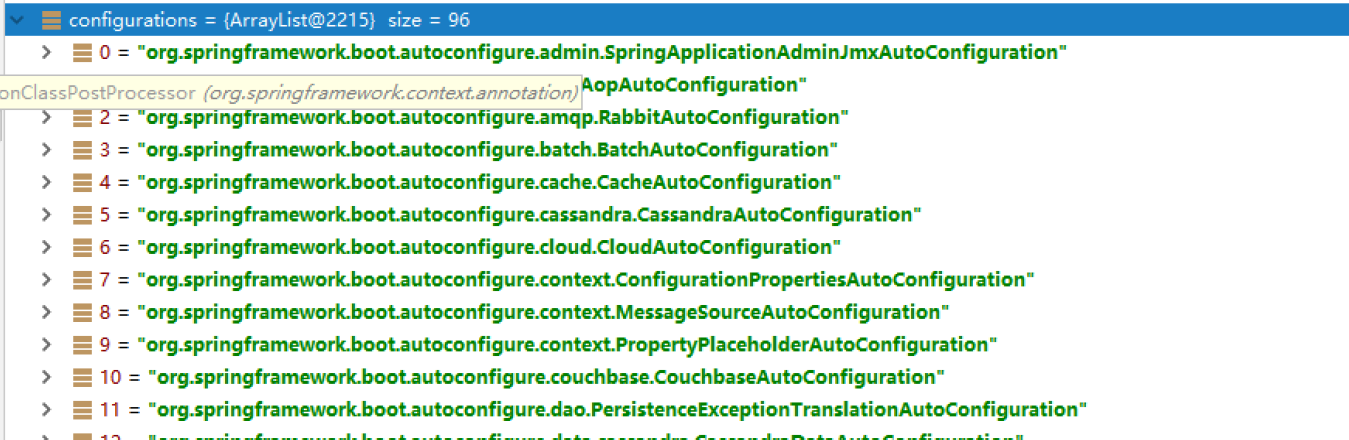 configurations = {ArrayList@2215} size = 96
0 = "org.springframework.boot.autoconfigure.admin.SpringApplicationAdminJmxAutoConfiguration"
onClassPostProcessor (org.springframework.context.annotation)
AopAutoConfiguration"
2 = "org.springframework.boot.autoconfigure.amqp.RabbitAutoConfiguration"
3 = "org.springframework.boot.autoconfigure.batch.BatchAutoConfiguration"
4 = "org.springframework.boot.autoconfigure.cache.CacheAutoConfiguration"
5 = "org.springframework.boot.autoconfigure.cassandra.CassandraAutoConfiguration"
6 = "org.springframework.boot.autoconfigure.cloud.CloudAutoConfiguration"
7 = "org.springframework.boot.autoconfigure.context.ConfigurationPropertiesAutoConfiguration"
8 = "org.springframework.boot.autoconfigure.context.MessageSourceAutoConfiguration"
9 = "org.springframework.boot.autoconfigure.context.PropertyPlaceholderAutoConfiguration"
10 = "org.springframework.boot.autoconfigure.couchbase.CouchbaseAutoConfiguration"
11 = "org.springframework.boot.autoconfigure.dao.PersistenceExceptionTranslationAutoConfiguration"